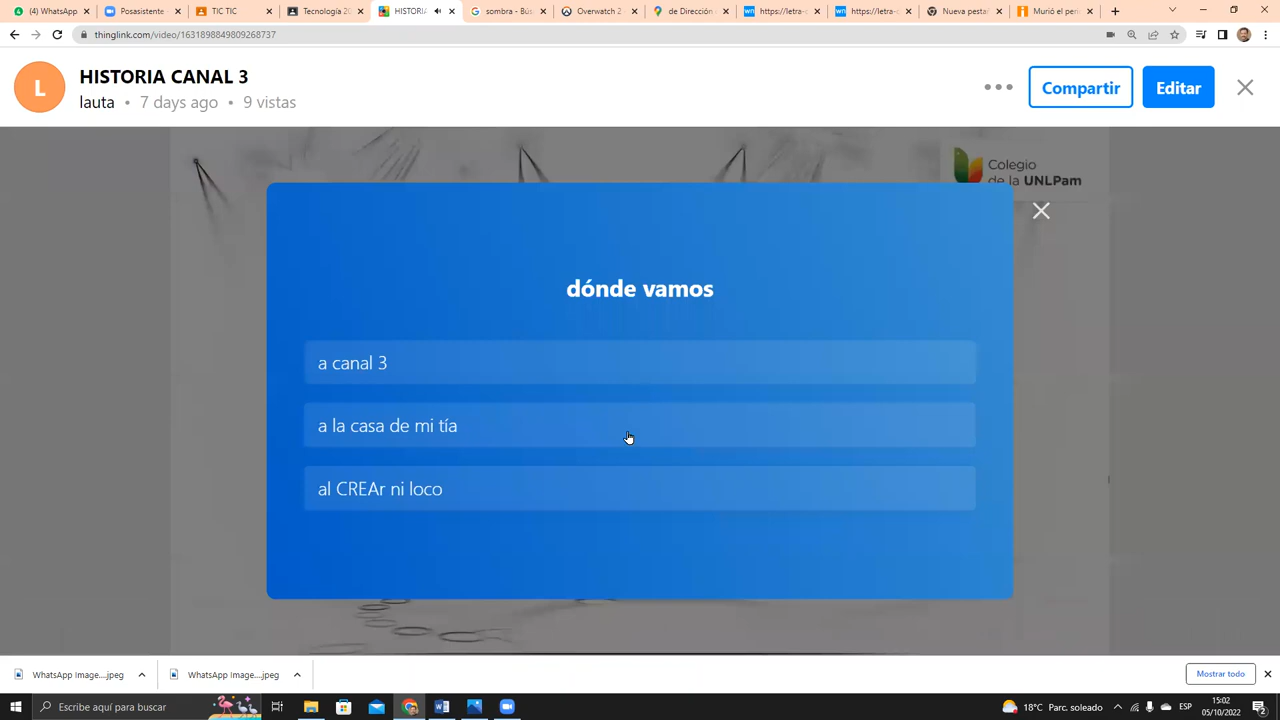 (4) WhatsApp
Posasistente
TIC TIC
Tecnología 20
HISTORIA
sombra - Bús
Overwatch 2
de Dirección
https://letra-c
https://letra-c
Nueva pesta
Murió el peri
thinglink.com/video/1631898849809268737
L
HISTORIA CANAL 3
lauta • 7 days ago • 9 vistas
Compartir
Editar
Colegio
de la UNLPam
dónde vamos
a canal 3
a la casa de mi tía
al CREAr ni loco
WhatsApp Image....jpeg
WhatsApp Image....jpeg
Mostrar todo
Escribe aquí para buscar
18°C Parc. soleado
ESP
15:02
05/10/2022
2